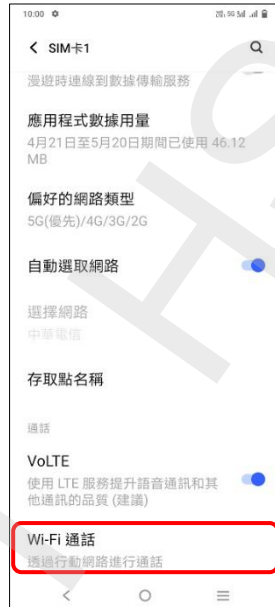 10:00
SIM卡1
漫遊時連線到數據傳輸服務
應用程式數據用量
4月21日至5月20日期間已使用 46.12
MB
偏好的網路類型
5G(優先)/4G/3G/2G
自動選取網路
選擇網路
中華電信
存取點名稱
通話
VoLTE
使用 LTE 服務提升語音通訊和其
他通訊的品質 (建議)
Wi-Fi 通話
透過行動網路進行通話